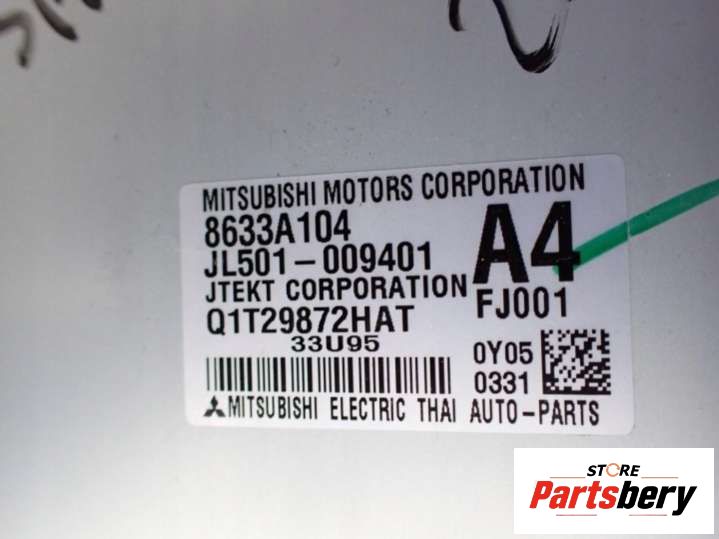 MITSUBISHI MOTORS CORPORATION
8633A104
JL501-009401
A4
JTEKT CORPORATION
FJ001
Q1T29872HAT
33U95
0Y05
0331
MITSUBISHI ELECTRIC THAI AUTO-PARTS
STORE
Partsbery